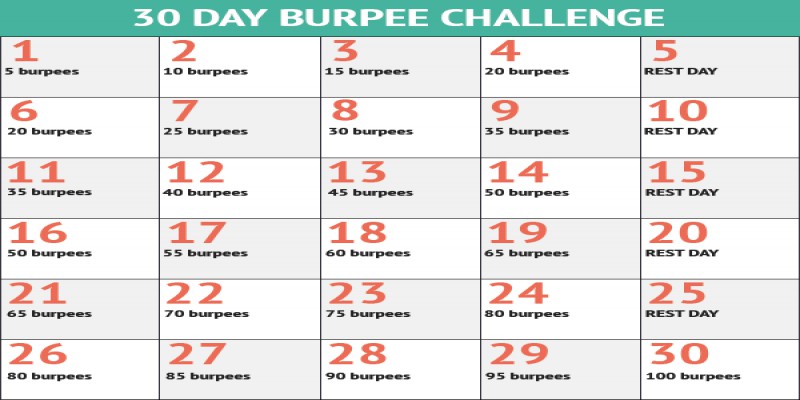 30 DAY BURPEE CHALLENGE
1 2 3 4 5
5 burpees 10 burpees 15 burpees 20 burpees REST DAY
6 7 8 9 10
20 burpees 25 burpees 30 burpees 35 burpees REST DAY
11 12 13 14 15
35 burpees 40 burpees 45 burpees 50 burpees REST DAY
16 17 18 19 20
50 burpees 55 burpees 60 burpees 65 burpees REST DAY
21 22 23 24 25
65 burpees 70 burpees 75 burpees 80 burpees REST DAY
26 27 28 29 30
80 burpees 85 burpees 90 burpees 95 burpees 100 burpees